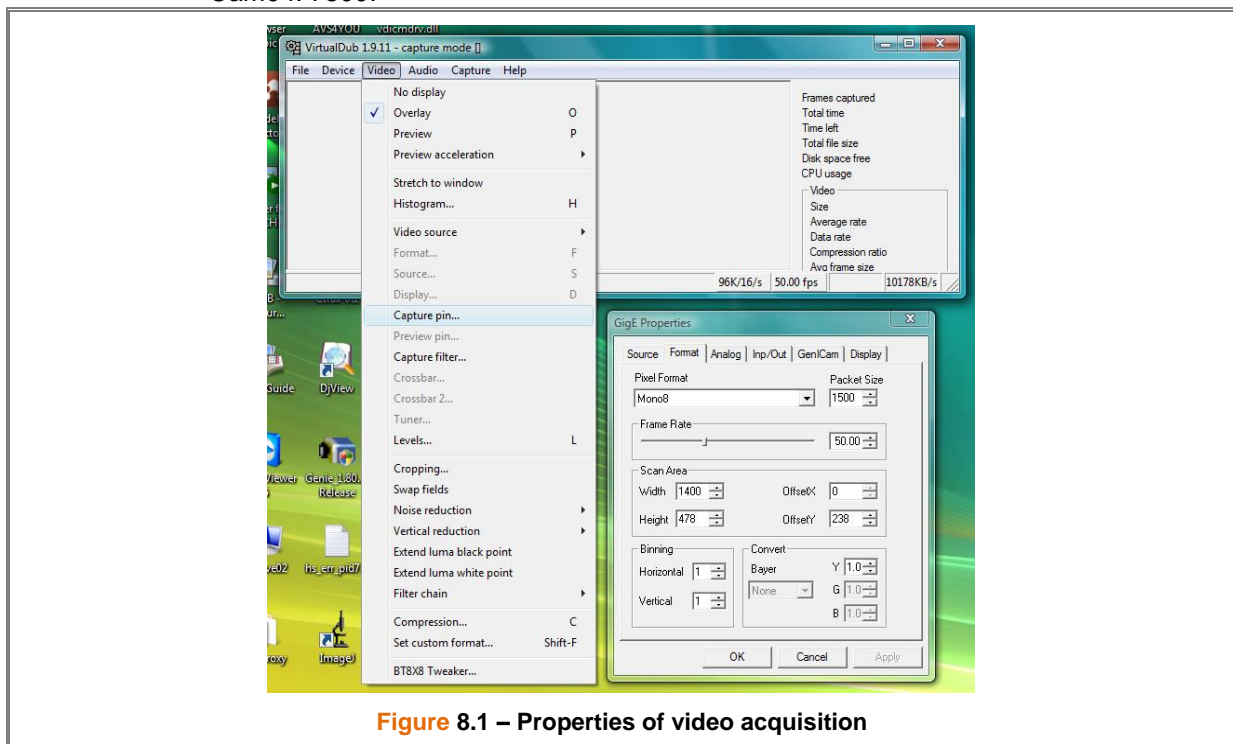 AVS4YOU vdicmdrv.dll
VirtualDub 1.9.11 - capture mode []
File Device Video Audio Capture Help
No display
Overlay O
Preview P
Preview acceleration
Stretch to window
Histogram... H
Video source
Format... F
Source... S
Display... D
Capture pin...
Preview pin...
Capture filter...
Crossbar...
Crossbar 2...
Tuner...
Levels... L
Cropping...
Swap fields
Noise reduction
Vertical reduction
Extend luma black point
Extend luma white point
Filter chain
Compression... C
Set custom format... Shift-F
BT8X8 Tweaker...
Frames captured
Total time
Time left
Total file size
Disk space free
CPU usage
Video
Size
Average rate
Data rate
Compression ratio
Avg frame size
96K/16/s 50.00 fps 10178KB/s
GigE Properties
Source Format Analog Inp/Out GenICam Display
Pixel Format Packet Size
Mono8 1500
Frame Rate
50.00
Scan Area
Width 1400 OffsetX 0
Height 478 OffsetY 238
Binning Convert
Horizontal 1 Bayer Y 1.0
None G 1.0
Vertical 1
B 1.0
OK Cancel Apply
Guide DjView
Genie_1.80.
Release
hs_err_pid7
ImageJ
Figure 8.1 – Properties of video acquisition